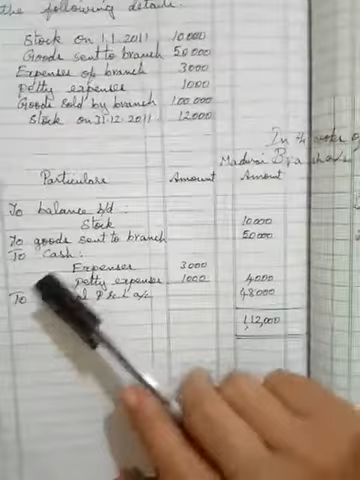 the following details.
Stock on 1.1.2011 10000
Goods sent to branch 50000
Expenses of branch 3000
petty expenses 1000
Goods sold by branch 100000
Stock on 31.12.2011 12000
In the
Madurai
Particulars Amount Amount
To balance b/d :
Stock 10000
To goods sent to branch 50000
To Cash :
Expenses 3000
Petty expenses 1000 4000
To P & L a/c 48000
1,12,000